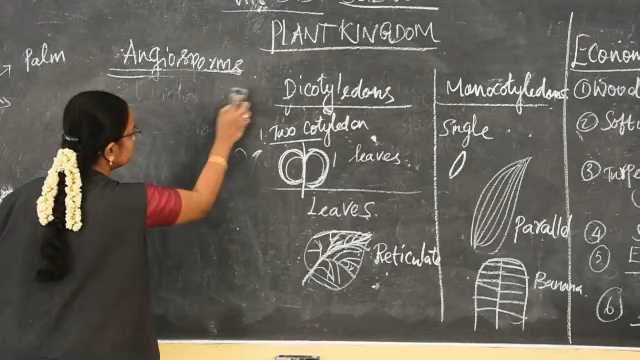 PLANT KINGDOM
Palm
Angiosperms
Dicotyledons
1. Two cotyledon
leaves
Leaves
Reticulate
Monocotyledons
Single
Parallel
Banana
Econom
① Wood
② Soft
③ Turpe
④
⑤ E
⑥